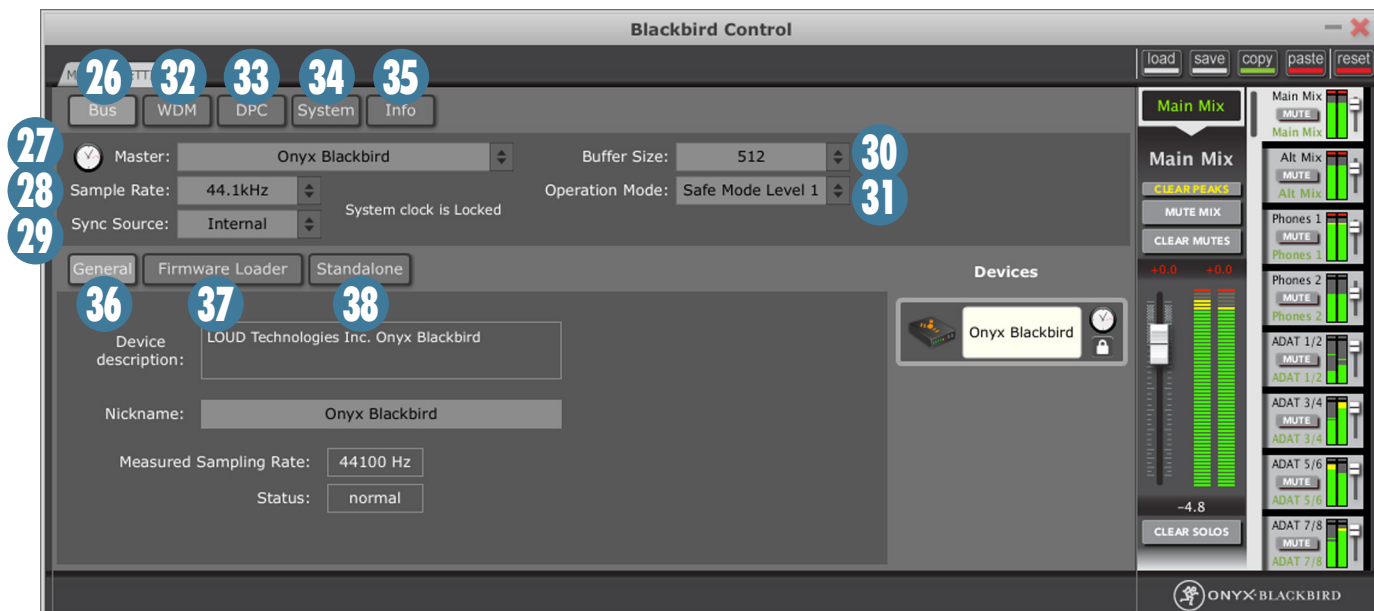 Blackbird Control
load save copy paste reset
26 32 33 34 35
Bus WDM DPC System Info
27 Master: Onyx Blackbird
Buffer Size: 512 30
28 Sample Rate: 44.1kHz
Operation Mode: Safe Mode Level 1 31
29 Sync Source: Internal
System clock is Locked
General Firmware Loader Standalone
36 37 38
Device
description:
LOUD Technologies Inc. Onyx Blackbird
Nickname: Onyx Blackbird
Measured Sampling Rate: 44100 Hz
Status: normal
Devices
Onyx Blackbird
Main Mix
Main Mix
CLEAR PEAKS
MUTE MIX
CLEAR MUTES
+0.0 +0.0
-4.8
CLEAR SOLOS
Main Mix
MUTE
Main Mix
Alt Mix
MUTE
Alt Mix
Phones 1
MUTE
Phones 1
Phones 2
MUTE
Phones 2
ADAT 1/2
MUTE
ADAT 1/2
ADAT 3/4
MUTE
ADAT 3/4
ADAT 5/6
MUTE
ADAT 5/6
ADAT 7/8
MUTE
ADAT 7/8
ONYX·BLACKBIRD